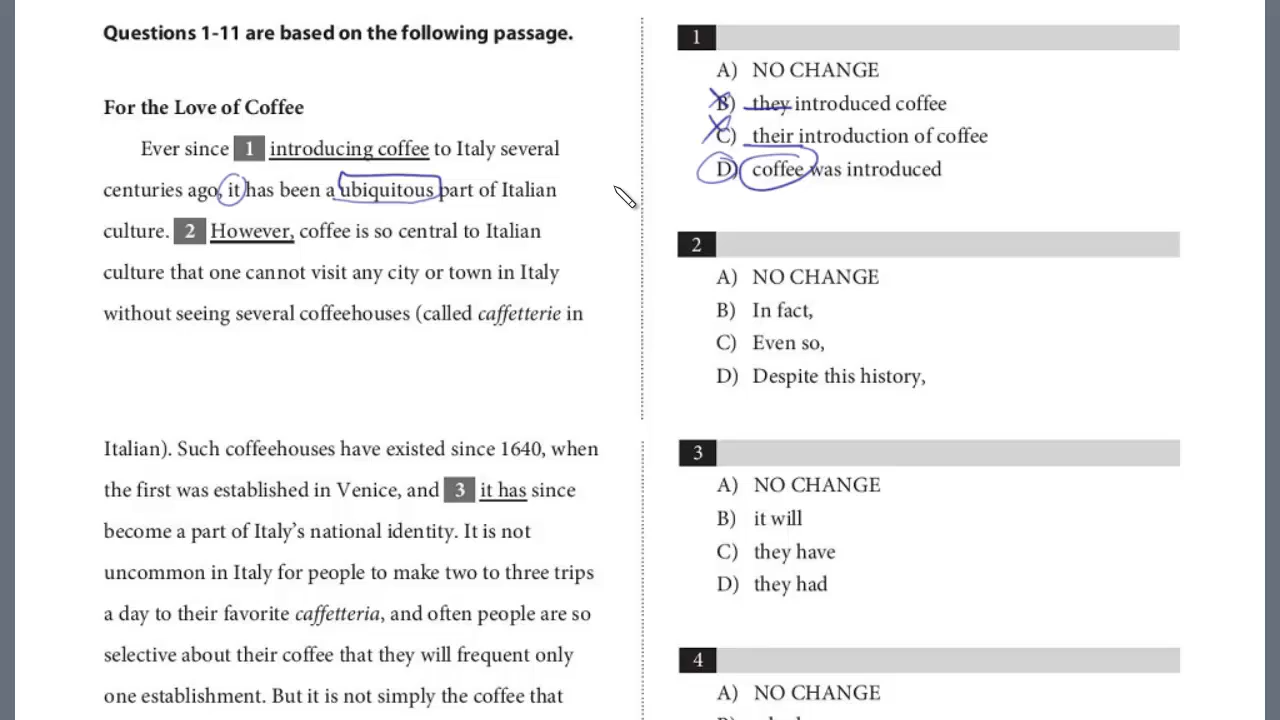 Questions 1-11 are based on the following passage.
For the Love of Coffee
Ever since 1 introducing coffee to Italy several
centuries ago, it has been a ubiquitous part of Italian
culture. 2 However, coffee is so central to Italian
culture that one cannot visit any city or town in Italy
without seeing several coffeehouses (called caffetterie in
Italian). Such coffeehouses have existed since 1640, when
the first was established in Venice, and 3 it has since
become a part of Italy’s national identity. It is not
uncommon in Italy for people to make two to three trips
a day to their favorite caffetteria, and often people are so
selective about their coffee that they will frequent only
one establishment. But it is not simply the coffee that
1
A) NO CHANGE
B) they introduced coffee
C) their introduction of coffee
D) coffee was introduced
2
A) NO CHANGE
B) In fact,
C) Even so,
D) Despite this history,
3
A) NO CHANGE
B) it will
C) they have
D) they had
4
A) NO CHANGE